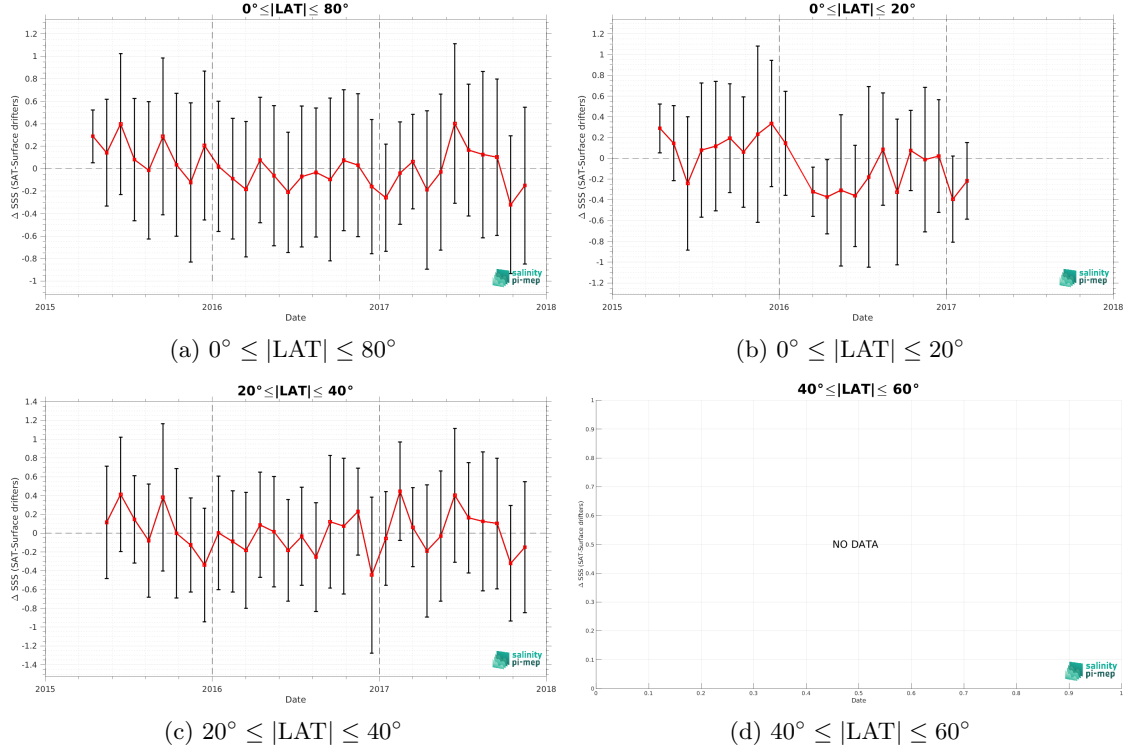 0°≤|LAT|≤ 80°
Δ SSS (SAT-Surface drifters)
1.2
1
0.8
0.6
0.4
0.2
0
-0.2
-0.4
-0.6
-0.8
-1
2015
2016
2017
2018
Date
salinity
pi-mep
(a) 0° ≤ |LAT| ≤ 80°
0°≤|LAT|≤ 20°
Δ SSS (SAT-Surface drifters)
1.2
1
0.8
0.6
0.4
0.2
0
-0.2
-0.4
-0.6
-0.8
-1
-1.2
2015
2016
2017
2018
Date
salinity
pi-mep
(b) 0° ≤ |LAT| ≤ 20°
20°≤|LAT|≤ 40°
Δ SSS (SAT-Surface drifters)
1.4
1.2
1
0.8
0.6
0.4
0.2
0
-0.2
-0.4
-0.6
-0.8
-1
-1.2
-1.4
2015
2016
2017
2018
Date
salinity
pi-mep
(c) 20° ≤ |LAT| ≤ 40°
40°≤|LAT|≤ 60°
Δ SSS (SAT-Surface drifters)
1
0.9
0.8
0.7
0.6
0.5
0.4
0.3
0.2
0.1
0
NO DATA
0
0.1
0.2
0.3
0.4
0.5
0.6
0.7
0.8
0.9
1
Date
salinity
pi-mep
(d) 40° ≤ |LAT| ≤ 60°